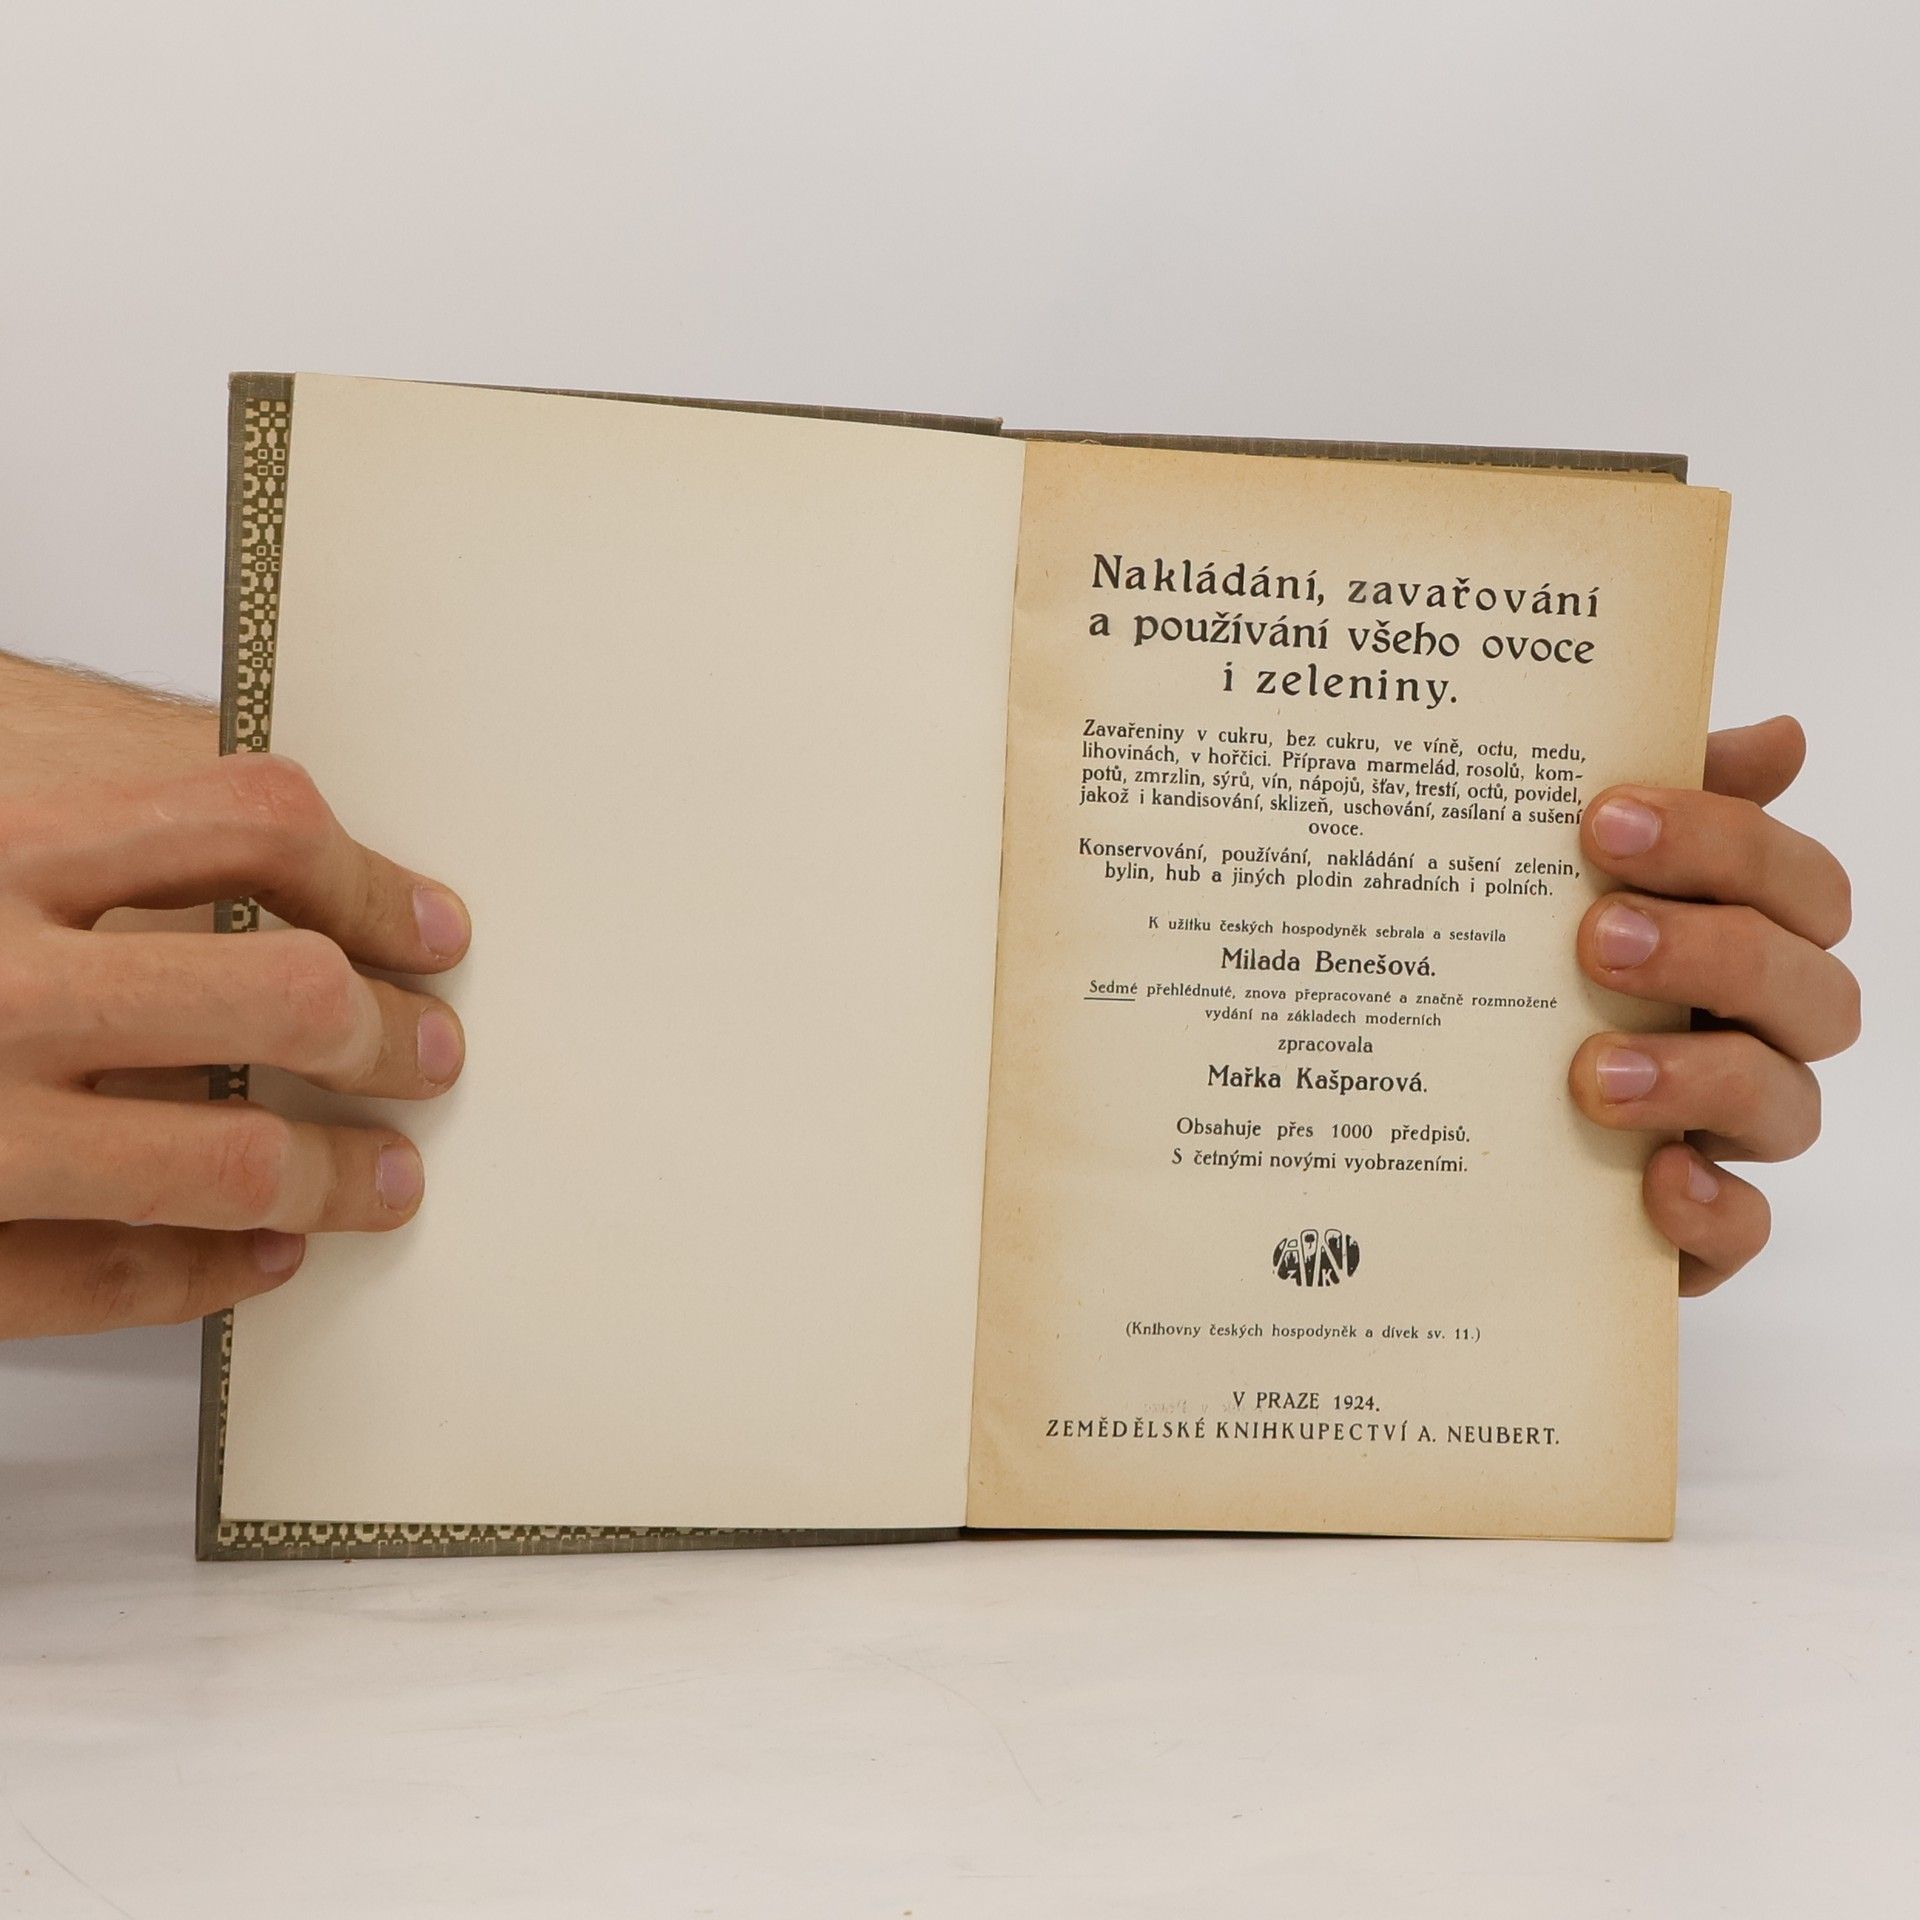 Nakládání, zavařování
a používání všeho ovoce
i zeleniny.
Zavařeniny v cukru, bez cukru, ve víně, octu, medu,
lihovinách, v hořčici. Příprava marmelád, rosolů, kom-
potů, zmrzlin, sýrů, vín, nápojů, šťav, trestí, octů, povidel,
jakož i kandisování, sklizeň, uschování, zasílaní a sušení
ovoce.
Konservování, používání, nakládání a sušení zelenin,
bylin, hub a jiných plodin zahradních i polních.
K užitku českých hospodyněk sebrala a sestavila
Milada Benešová.
Sedmé přehlédnuté, znova přepracované a značně rozmnožené
vydání na základech moderních
zpracovala
Mařka Kašparová.
Obsahuje přes 1000 předpisů.
S četnými novými vyobrazeními.
(Knihovny českých hospodyněk a dívek sv. 11.)
V PRAZE 1924.
ZEMĚDĚLSKÉ KNIHKUPECTVÍ A. NEUBERT.